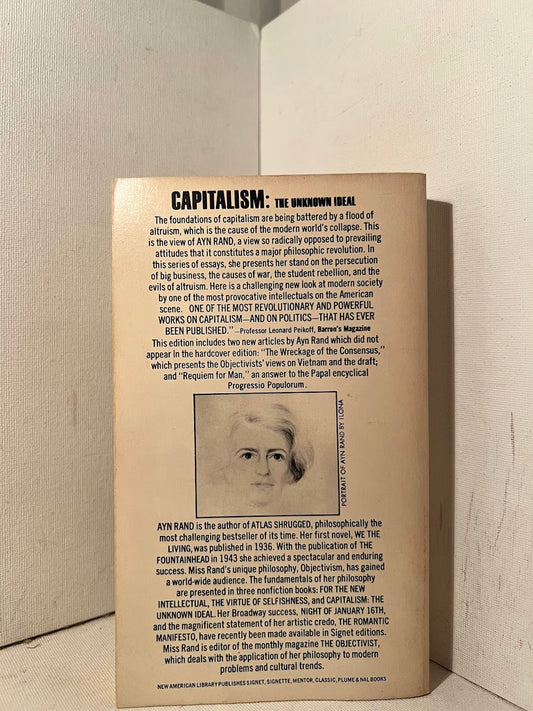 CAPITALISM: THE UNKNOWN IDEAL
The foundations of capitalism are being battered by a flood of
altruism, which is the cause of the modern world's collapse. This
is the view of AYN RAND, a view so radically opposed to prevailing
attitudes that it constitutes a major philosophic revolution. In
this series of essays, she presents her stand on the persecution
of big business, the causes of war, the student rebellion, and the
evils of altruism. Here is a challenging new look at modern society
by one of the most provocative intellectuals on the American
scene. ONE OF THE MOST REVOLUTIONARY AND POWERFUL
WORKS ON CAPITALISM—AND ON POLITICS—THAT HAS EVER
BEEN PUBLISHED."—Professor Leonard Peikoff, Barron's Magazine
This edition includes two new articles by Ayn Rand which did not
appear in the hardcover edition: "The Wreckage of the Consensus,"
which presents the Objectivists' views on Vietnam and the draft;
and "Requiem for Man," an answer to the Papal encyclical
Progressio Populorum.
PORTRAIT OF AYN RAND BY ILONA
AYN RAND is the author of ATLAS SHRUGGED, philosophically the
most challenging bestseller of its time. Her first novel, WE THE
LIVING, was published in 1936. With the publication of THE
FOUNTAINHEAD in 1943 she achieved a spectacular and enduring
success. Miss Rand's unique philosophy, Objectivism, has gained
a world-wide audience. The fundamentals of her philosophy
are presented in three nonfiction books: FOR THE NEW
INTELLECTUAL, THE VIRTUE OF SELFISHNESS, and CAPITALISM: THE
UNKNOWN IDEAL. Her Broadway success, NIGHT OF JANUARY 16TH,
and the magnificent statement of her artistic credo, THE ROMANTIC
MANIFESTO, have recently been made available in Signet editions.
Miss Rand is editor of the monthly magazine THE OBJECTIVIST,
which deals with the application of her philosophy to modern
problems and cultural trends.
NEW AMERICAN LIBRARY PUBLISHES SIGNET, SIGNETTE, MENTOR, CLASSIC, PLUME & NAL BOOKS